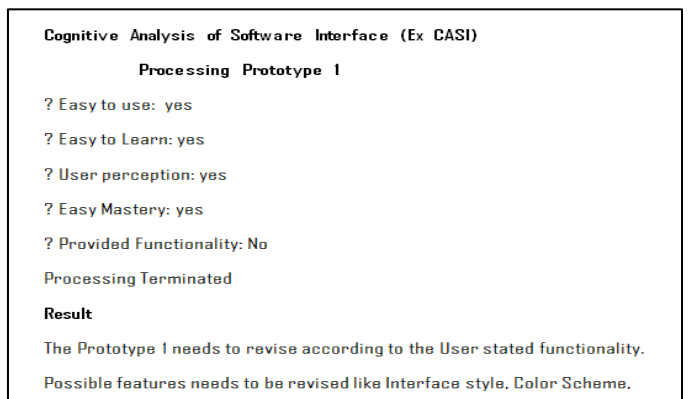 Cognitive Analysis of Software Interface (Ex CASI)
Processing Prototype 1
? Easy to use: yes
? Easy to Learn: yes
? User perception: yes
? Easy Mastery: yes
? Provided Functionality: No
Processing Terminated
Result
The Prototype 1 needs to revise according to the User stated functionality.
Possible features needs to be revised like Interface style, Color Scheme,